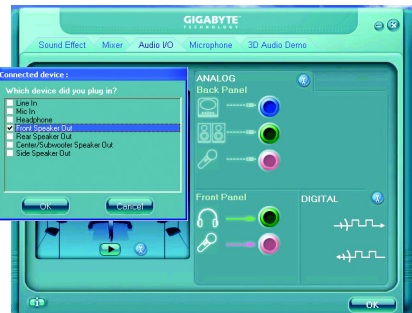 GIGABYTE
TECHNOLOGY
Sound Effect
Mixer
Audio I/O
Microphone
3D Audio Demo
Connected device :
Which device did you plug in?
Line In
Mic In
Headphone
Front Speaker Out
Rear Speaker Out
Center/Subwoofer Speaker Out
Side Speaker Out
OK
Cancel
ANALOG
Back Panel
Front Panel
DIGITAL
OK